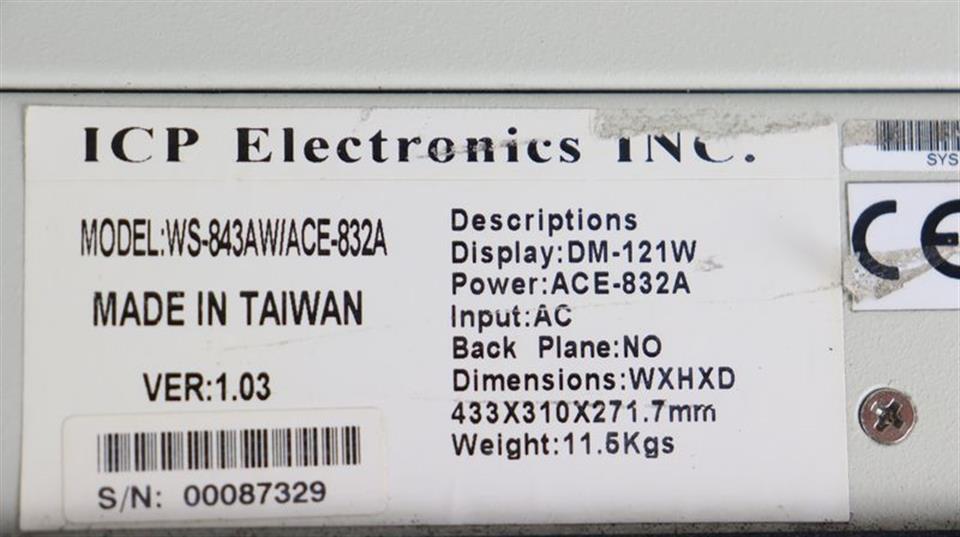 ICP Electronics INC.
MODEL:WS-843AW/ACE-832A
MADE IN TAIWAN
VER:1.03
S/N: 00087329
Descriptions
Display:DM-121W
Power:ACE-832A
Input:AC
Back Plane:NO
Dimensions:WXHXD
433X310X271.7mm
Weight:11.5Kgs
SYS
CE